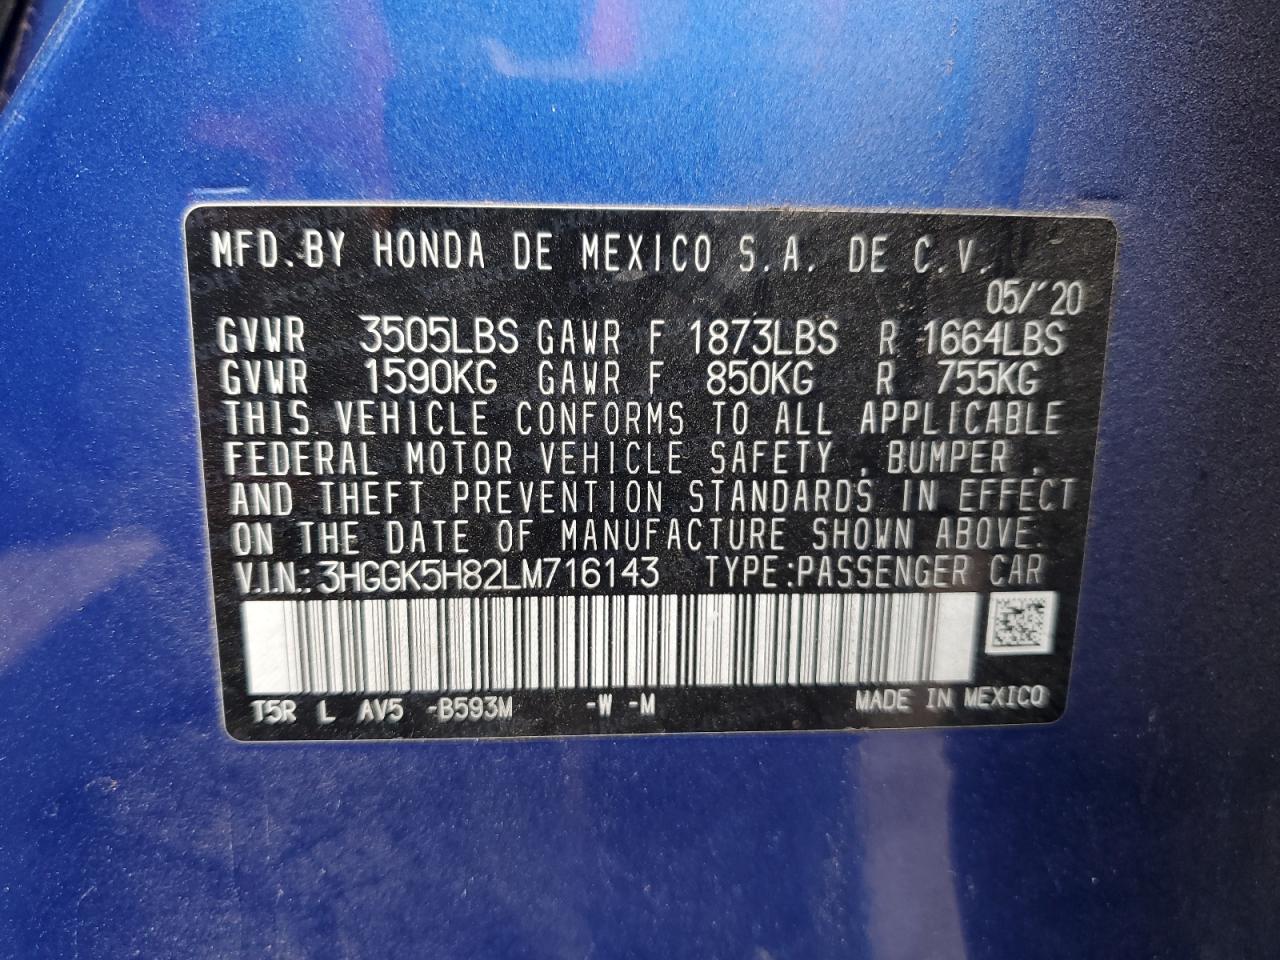 MFD. BY HONDA DE MEXICO S.A. DE C.V.
05/'20
GVWR 3505LBS GAWR F 1873LBS R 1664LBS
GVWR 1590KG GAWR F 850KG R 755KG
THIS VEHICLE CONFORMS TO ALL APPLICABLE
FEDERAL MOTOR VEHICLE SAFETY , BUMPER ,
AND THEFT PREVENTION STANDARDS IN EFFECT
ON THE DATE OF MANUFACTURE SHOWN ABOVE.
V.I.N.: 3HGGK5H82LM716143 TYPE:PASSENGER CAR
T5R L AV5 -B593M -W -M MADE IN MEXICO